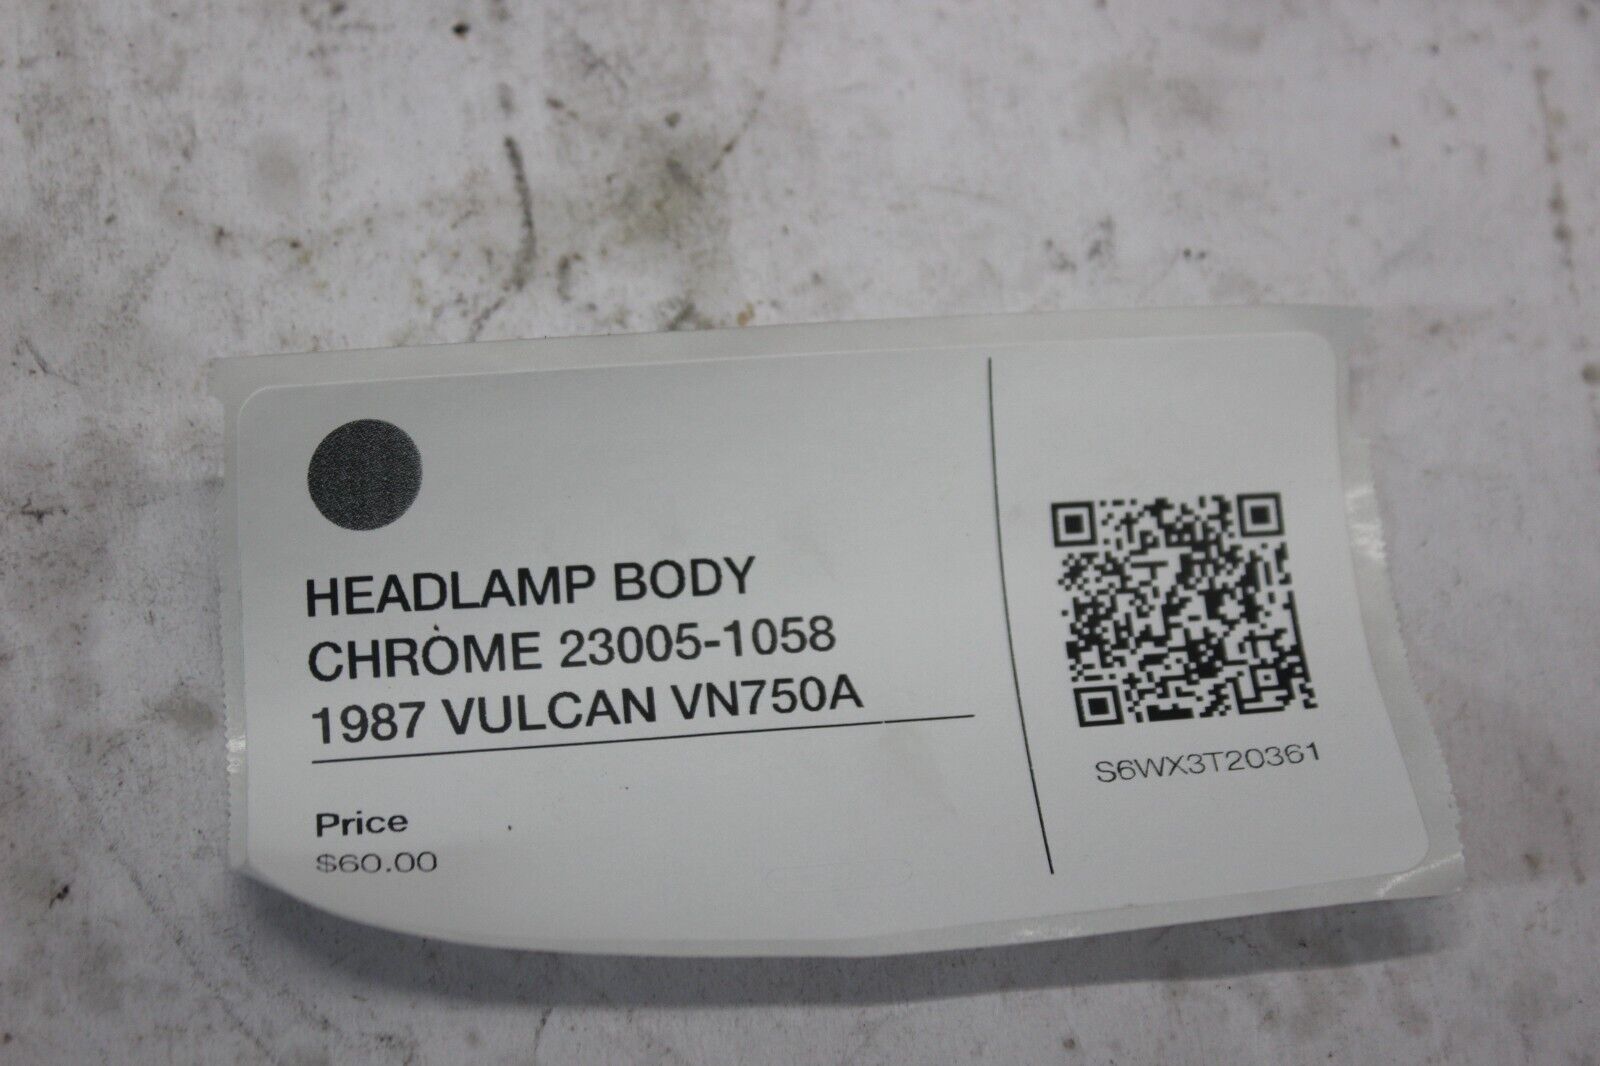 HEADLAMP BODY
CHROME 23005-1058
1987 VULCAN VN750A
Price
$60.00
S6WX3T20361